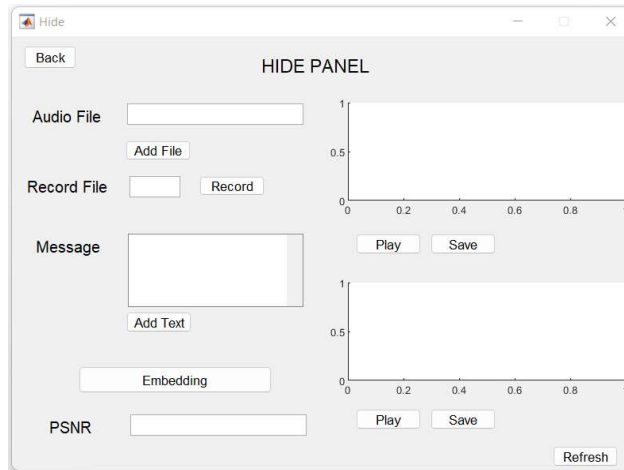 Hide
Back
HIDE PANEL
Audio File
Add File
Record File
Record
Message
Add Text
Embedding
PSNR
1
0.5
0
0 0.2 0.4 0.6 0.8 1
Play Save
1
0.5
0
0 0.2 0.4 0.6 0.8 1
Play Save
Refresh